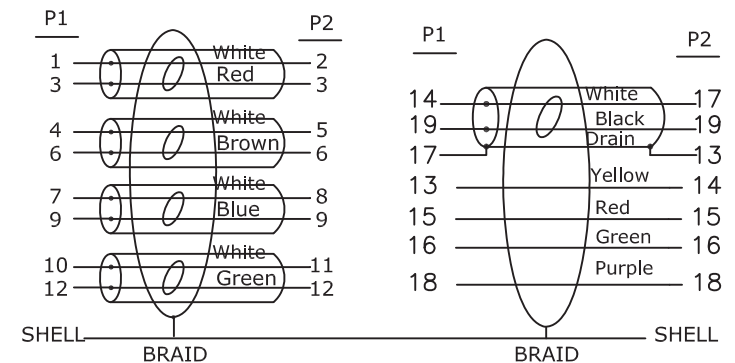 P1 P2
1 White 2
3 Red 3
4 White 5
6 Brown 6
7 White 8
9 Blue 9
10 White 11
12 Green 12
P1 P2
14 White 17
19 Black 19
17 Drain 13
13 Yellow 14
15 Red 15
16 Green 16
18 Purple 18
SHELL SHELL
BRAID BRAID